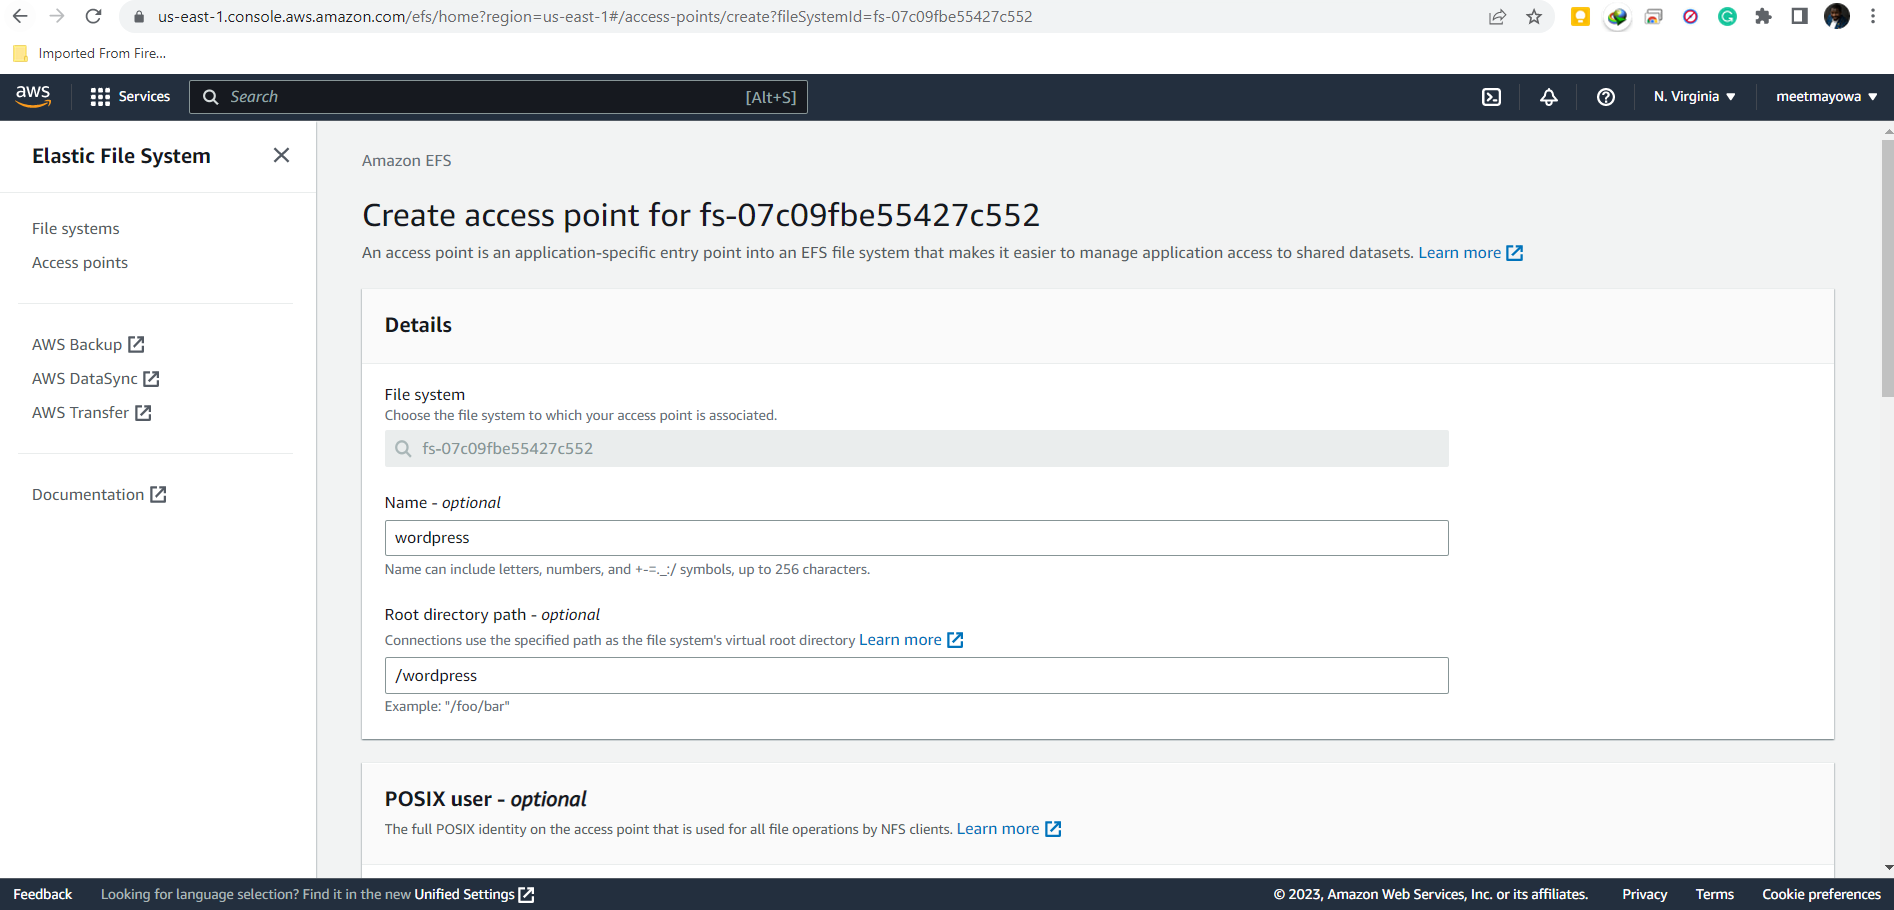 us-east-1.console.aws.amazon.com/efs/home?region=us-east-1#/access-points/create?fileSystemId=fs-07c09fbe55427c552
Imported From Fire...
aws
Services
Search
[Alt+S]
N. Virginia
meetmayowa
Elastic File System
File systems
Access points
AWS Backup
AWS DataSync
AWS Transfer
Documentation
Amazon EFS
Create access point for fs-07c09fbe55427c552
An access point is an application-specific entry point into an EFS file system that makes it easier to manage application access to shared datasets. Learn more
Details
File system
Choose the file system to which your access point is associated.
fs-07c09fbe55427c552
Name - optional
wordpress
Name can include letters, numbers, and +-=._:/ symbols, up to 256 characters.
Root directory path - optional
Connections use the specified path as the file system's virtual root directory Learn more
/wordpress
Example: "/foo/bar"
POSIX user - optional
The full POSIX identity on the access point that is used for all file operations by NFS clients. Learn more
Feedback
Looking for language selection? Find it in the new Unified Settings
© 2023, Amazon Web Services, Inc. or its affiliates.
Privacy
Terms
Cookie preferences